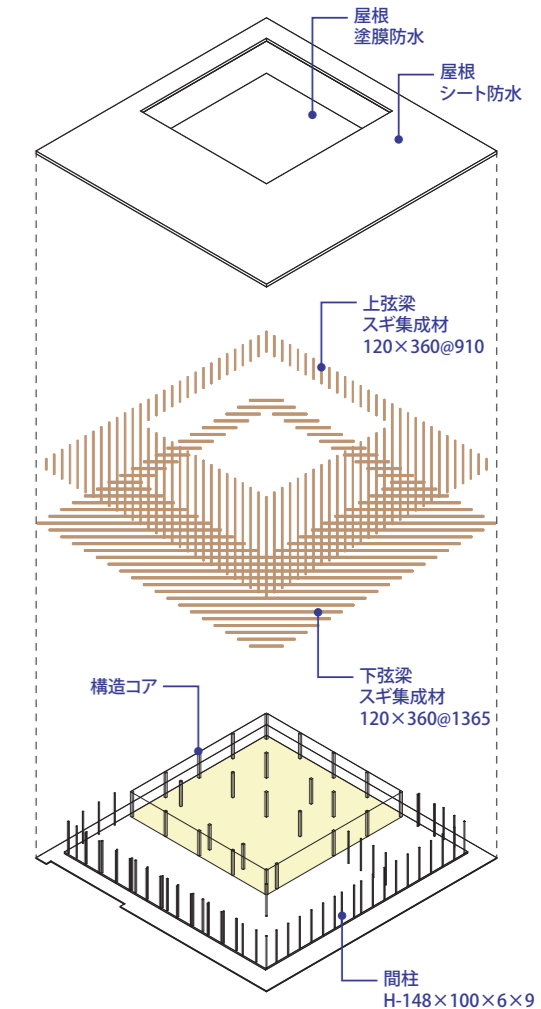 屋根
塗膜防水
屋根
シート防水
上弦梁
スギ集成材
120×360@910
下弦梁
スギ集成材
120×360@1365
構造コア
間柱
H-148×100×6×9